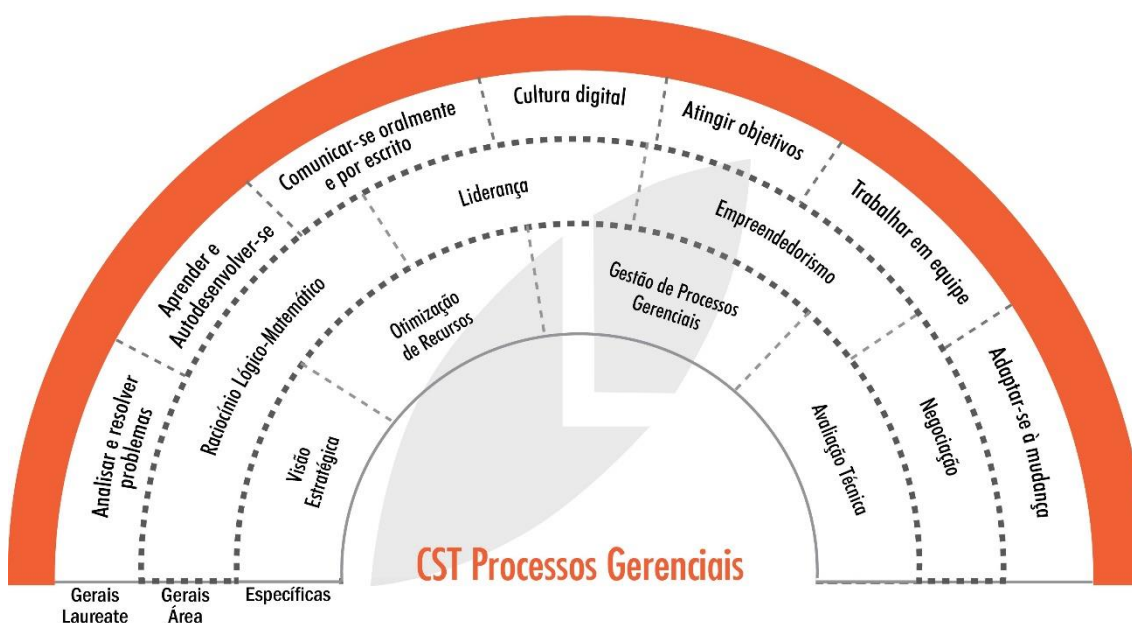 Analisar e resolver
problemas
Aprender e
Autodesenvolver-se
Comunicar-se oralmente
e por escrito
Cultura digital
Atingir objetivos
Trabalhar em equipe
Adaptar-se à mudança
Raciocínio Lógico-Matemático
Liderança
Empreendedorismo
Negociação
Visão
Estratégica
Otimização
de Recursos
Gestão de Processos
Gerenciais
Avaliação Técnica
CST Processos Gerenciais
Gerais
Laureate
Gerais
Área
Específicas